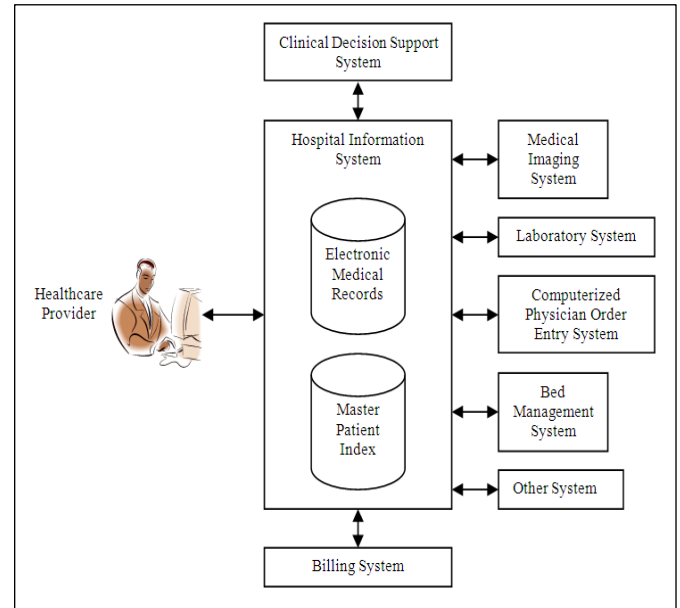 Clinical Decision Support
System
Hospital Information
System
Medical
Imaging
System
Laboratory System
Electronic
Medical
Records
Healthcare
Provider
Computerized
Physician Order
Entry System
Master
Patient
Index
Bed
Management
System
Other System
Billing System